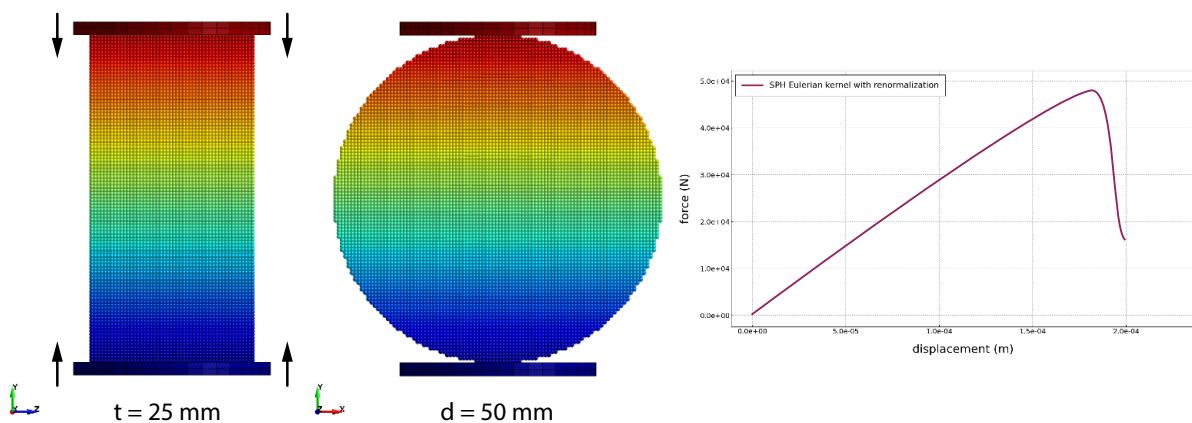 SPH Eulerian kernel with renormalization
5.0e+04
4.0e+04
3.0e+04
2.0e+04
1.0e+04
0.0e+00
force (N)
0.0e+00 5.0e-05 1.0e-04 1.5e-04 2.0e-04
displacement (m)
Y
X Z
t = 25 mm
Y
Z X
d = 50 mm